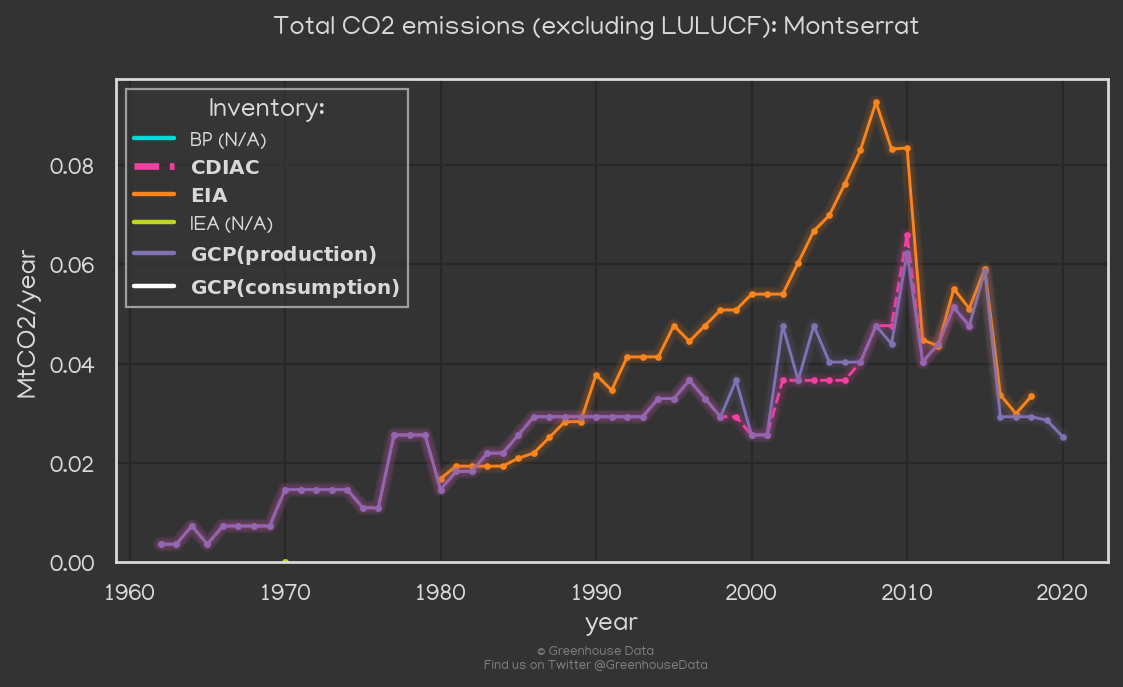 Total CO2 emissions (excluding LULUCF): Montserrat
Inventory:
BP (N/A)
CDIAC
EIA
IEA (N/A)
GCP(production)
GCP(consumption)
MtCO2/year
0.08
0.06
0.04
0.02
0.00
1960 1970 1980 1990 2000 2010 2020
year
© Greenhouse Data
Find us on Twitter @GreenhouseData